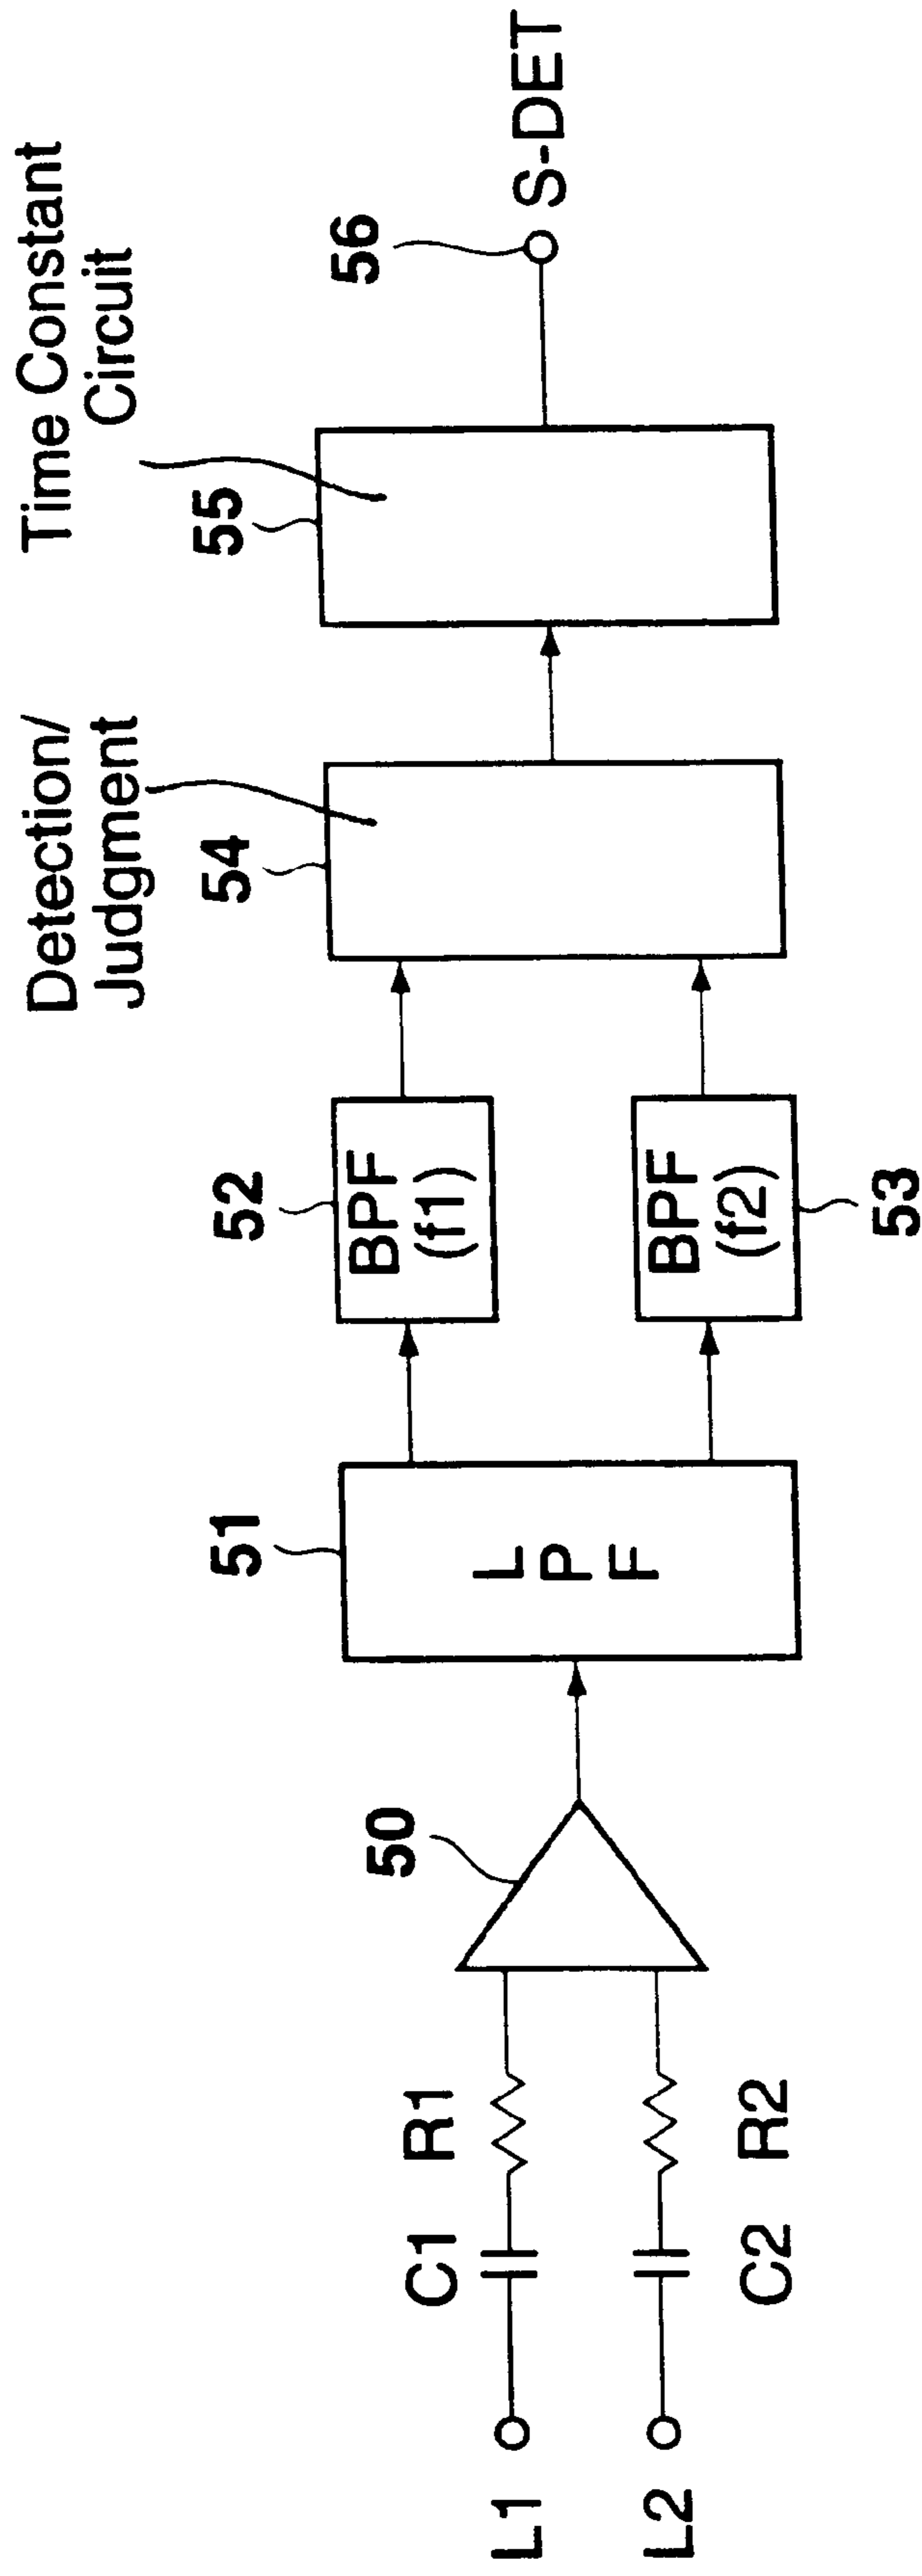 L1
L2
C1
R1
C2
R2
50
51
L
P
F
52
BPF
(f1)
BPF
(f2)
53
Detection/
Judgment
54
Time Constant
Circuit
55
56
S-DET